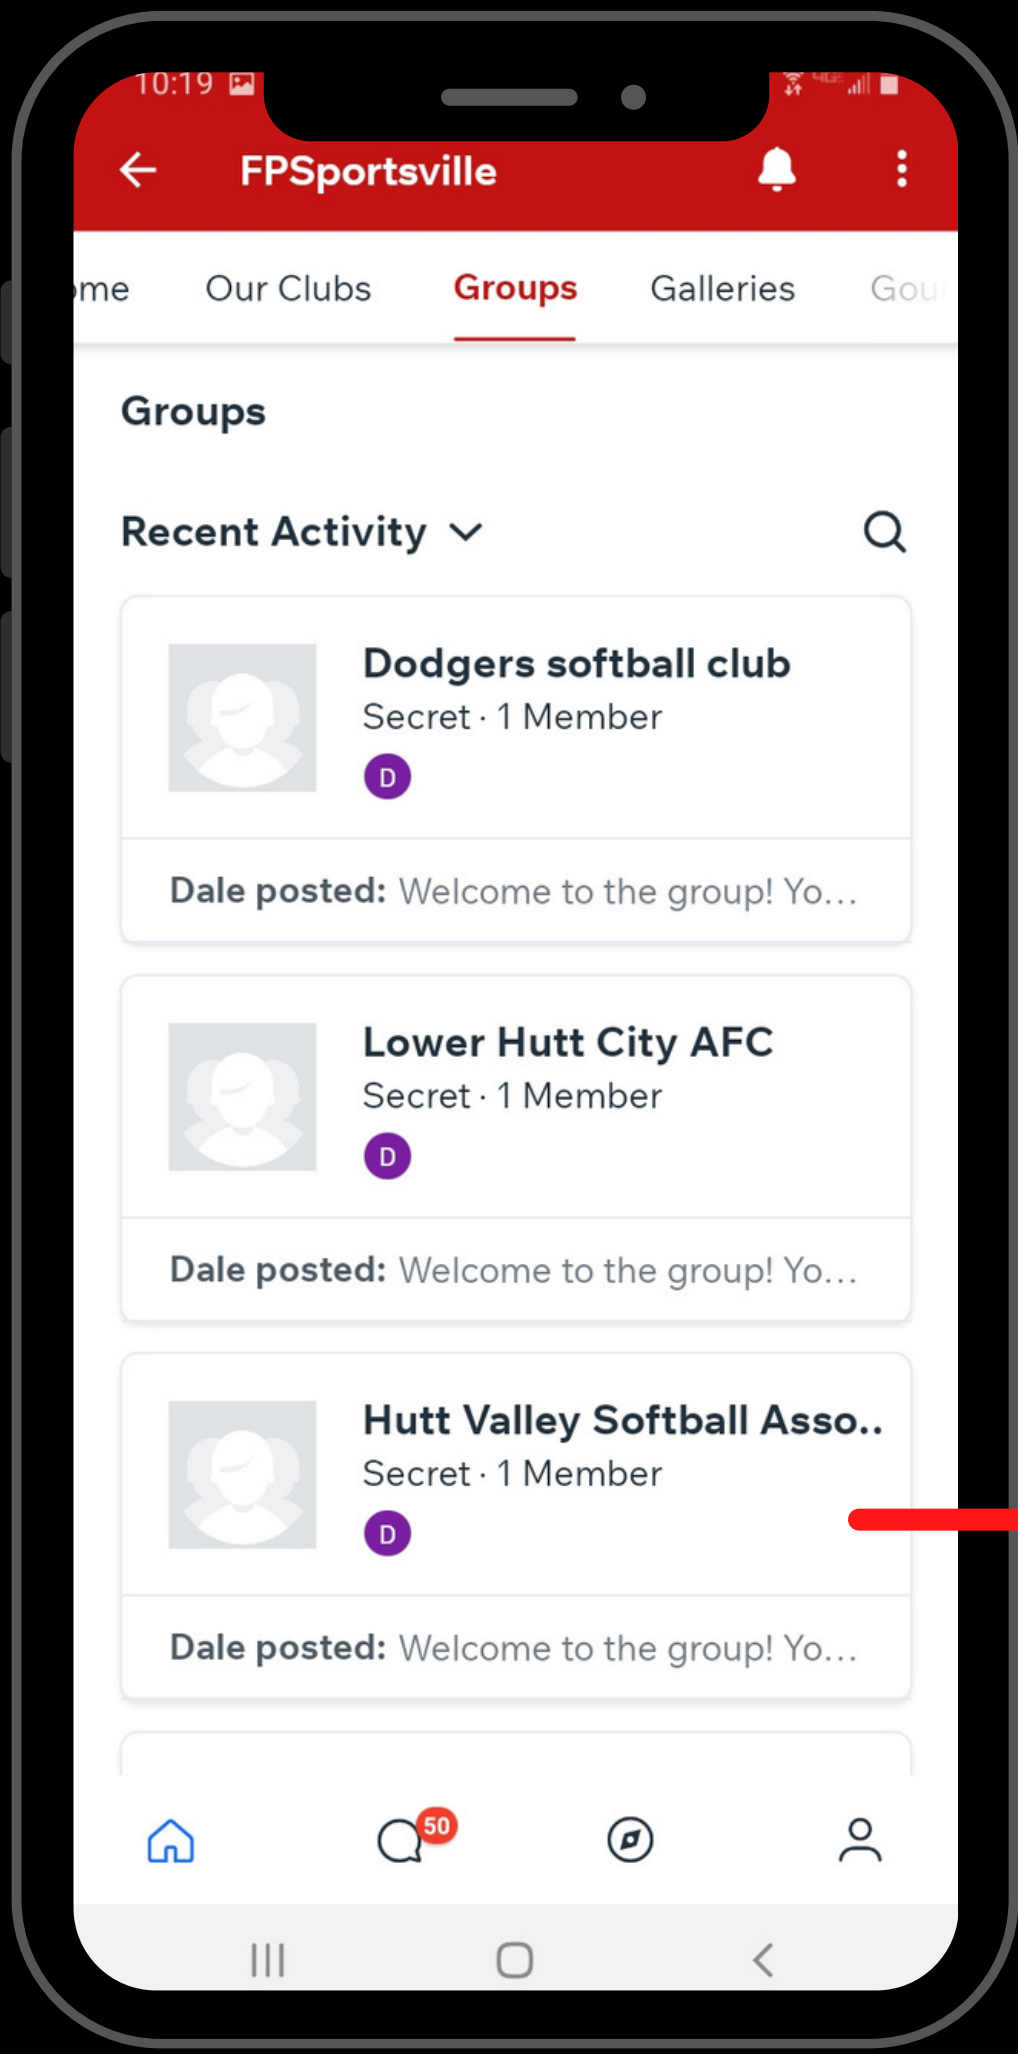 10:19
FPSportsville
ome Our Clubs Groups Galleries Gou
Groups
Recent Activity
Dodgers softball club
Secret · 1 Member
D
Dale posted: Welcome to the group! Yo...
Lower Hutt City AFC
Secret · 1 Member
D
Dale posted: Welcome to the group! Yo...
Hutt Valley Softball Asso..
Secret · 1 Member
D
Dale posted: Welcome to the group! Yo...
50